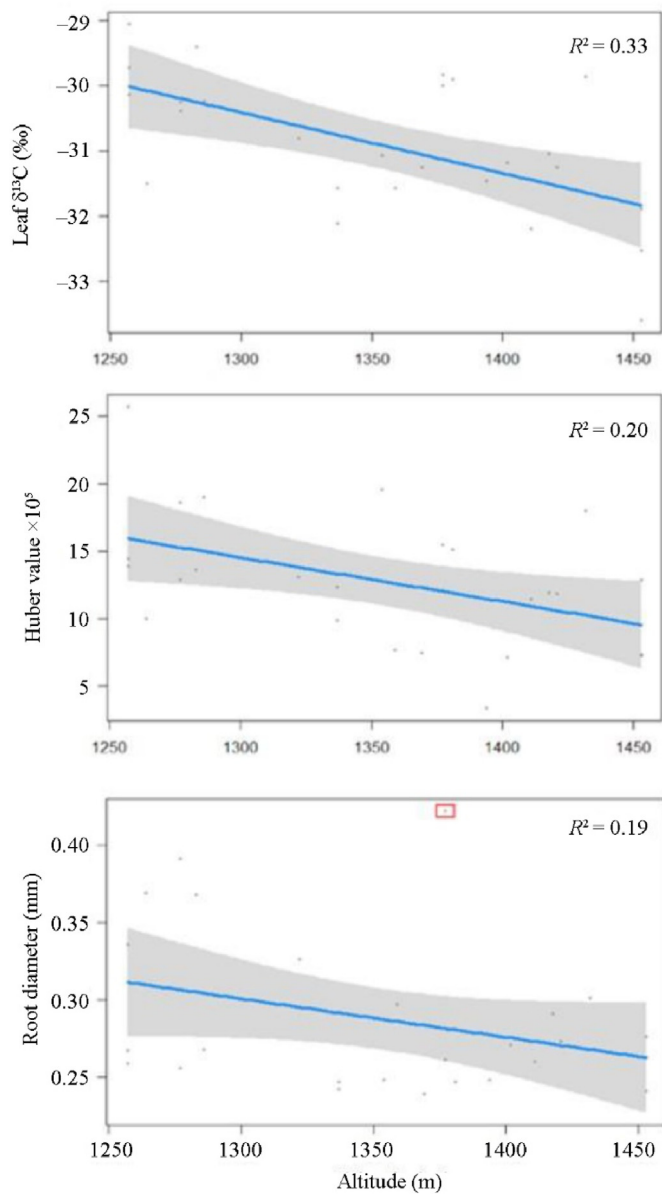 −29
−30
−31
−32
−33
Leaf δ¹³C (‰)
R² = 0.33
1250 1300 1350 1400 1450
25
20
15
10
5
Huber value ×10⁵
R² = 0.20
1250 1300 1350 1400 1450
0.40
0.35
0.30
0.25
Root diameter (mm)
R² = 0.19
1250 1300 1350 1400 1450
Altitude (m)